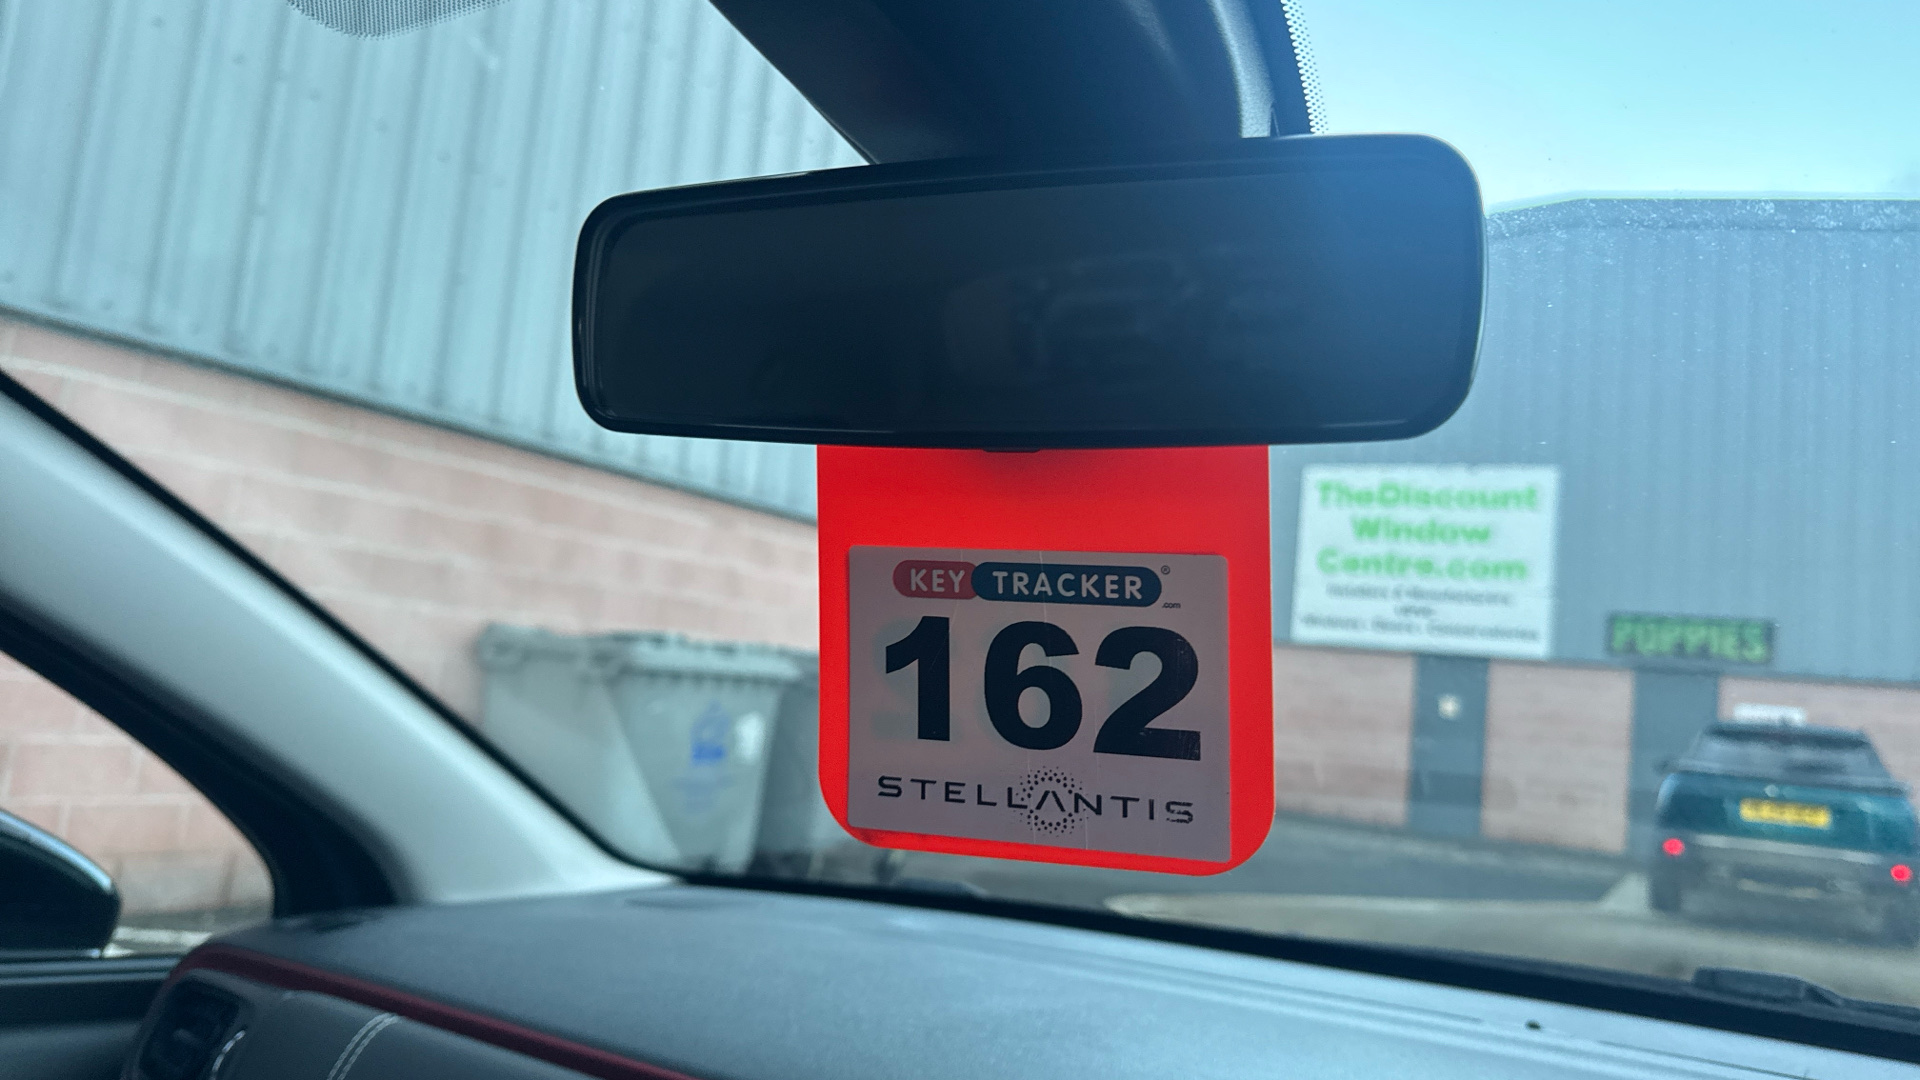 KEY TRACKER®
.com
162
STELLANTIS
TheDiscount
Window
Centre.com
POPPIES